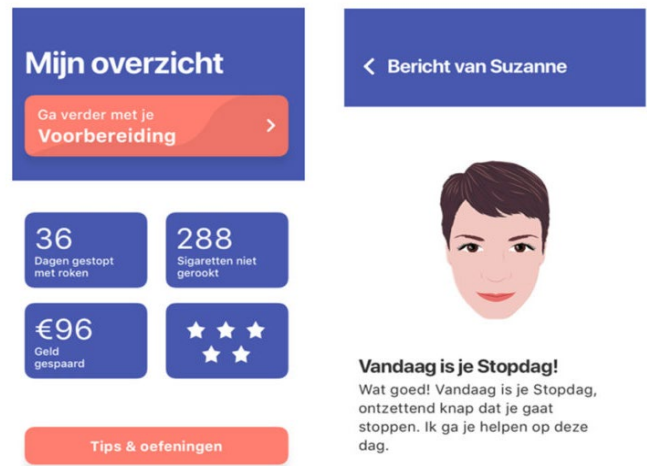 Mijn overzicht
Ga verder met je
Voorbereiding
36
Dagen gestopt
met roken
288
Sigaretten niet
gerookt
€96
Geld
gespaard
Tips & oefeningen
Bericht van Suzanne
Vandaag is je Stopdag!
Wat goed! Vandaag is je Stopdag,
ontzettend knap dat je gaat
stoppen. Ik ga je helpen op deze
dag.